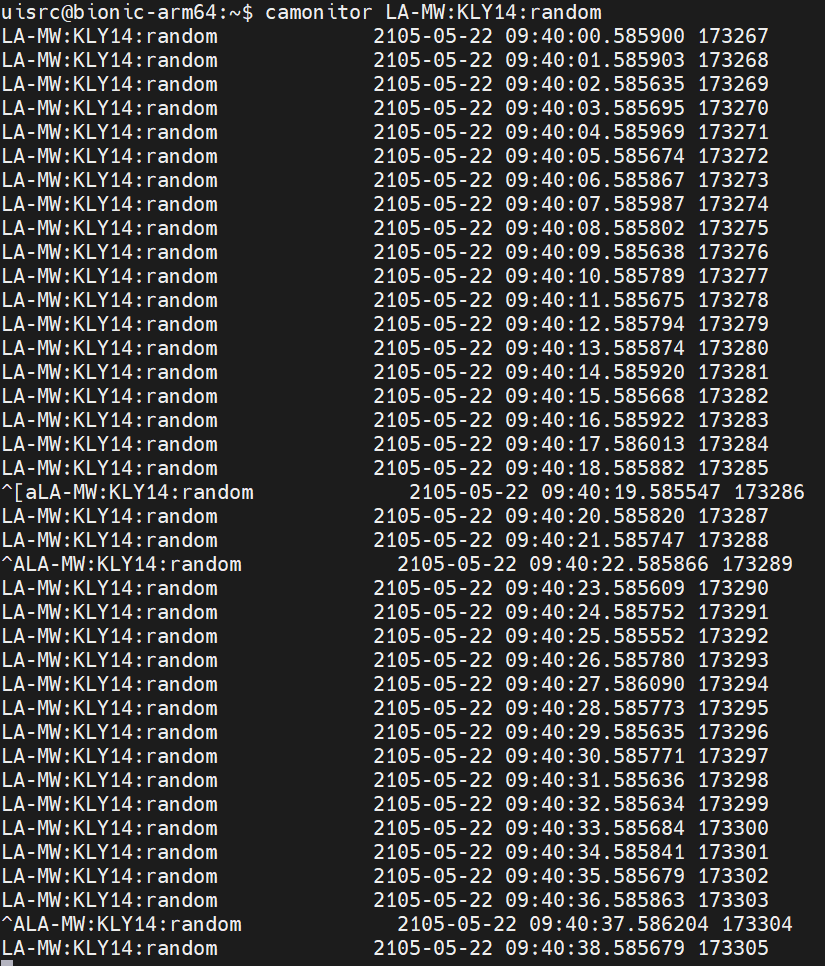 uisrc@bionic-arm64:~$ camonitor LA-MW:KLY14:random
LA-MW:KLY14:random             2105-05-22 09:40:00.585900 173267
LA-MW:KLY14:random             2105-05-22 09:40:01.585903 173268
LA-MW:KLY14:random             2105-05-22 09:40:02.585635 173269
LA-MW:KLY14:random             2105-05-22 09:40:03.585695 173270
LA-MW:KLY14:random             2105-05-22 09:40:04.585969 173271
LA-MW:KLY14:random             2105-05-22 09:40:05.585674 173272
LA-MW:KLY14:random             2105-05-22 09:40:06.585867 173273
LA-MW:KLY14:random             2105-05-22 09:40:07.585987 173274
LA-MW:KLY14:random             2105-05-22 09:40:08.585802 173275
LA-MW:KLY14:random             2105-05-22 09:40:09.585638 173276
LA-MW:KLY14:random             2105-05-22 09:40:10.585789 173277
LA-MW:KLY14:random             2105-05-22 09:40:11.585675 173278
LA-MW:KLY14:random             2105-05-22 09:40:12.585794 173279
LA-MW:KLY14:random             2105-05-22 09:40:13.585874 173280
LA-MW:KLY14:random             2105-05-22 09:40:14.585920 173281
LA-MW:KLY14:random             2105-05-22 09:40:15.585668 173282
LA-MW:KLY14:random             2105-05-22 09:40:16.585922 173283
LA-MW:KLY14:random             2105-05-22 09:40:17.586013 173284
LA-MW:KLY14:random             2105-05-22 09:40:18.585882 173285
^[aLA-MW:KLY14:random             2105-05-22 09:40:19.585547 173286
LA-MW:KLY14:random             2105-05-22 09:40:20.585820 173287
LA-MW:KLY14:random             2105-05-22 09:40:21.585747 173288
^ALA-MW:KLY14:random             2105-05-22 09:40:22.585866 173289
LA-MW:KLY14:random             2105-05-22 09:40:23.585609 173290
LA-MW:KLY14:random             2105-05-22 09:40:24.585752 173291
LA-MW:KLY14:random             2105-05-22 09:40:25.585552 173292
LA-MW:KLY14:random             2105-05-22 09:40:26.585780 173293
LA-MW:KLY14:random             2105-05-22 09:40:27.586090 173294
LA-MW:KLY14:random             2105-05-22 09:40:28.585773 173295
LA-MW:KLY14:random             2105-05-22 09:40:29.585635 173296
LA-MW:KLY14:random             2105-05-22 09:40:30.585771 173297
LA-MW:KLY14:random             2105-05-22 09:40:31.585636 173298
LA-MW:KLY14:random             2105-05-22 09:40:32.585634 173299
LA-MW:KLY14:random             2105-05-22 09:40:33.585684 173300
LA-MW:KLY14:random             2105-05-22 09:40:34.585841 173301
LA-MW:KLY14:random             2105-05-22 09:40:35.585679 173302
LA-MW:KLY14:random             2105-05-22 09:40:36.585863 173303
^ALA-MW:KLY14:random             2105-05-22 09:40:37.586204 173304
LA-MW:KLY14:random             2105-05-22 09:40:38.585679 173305